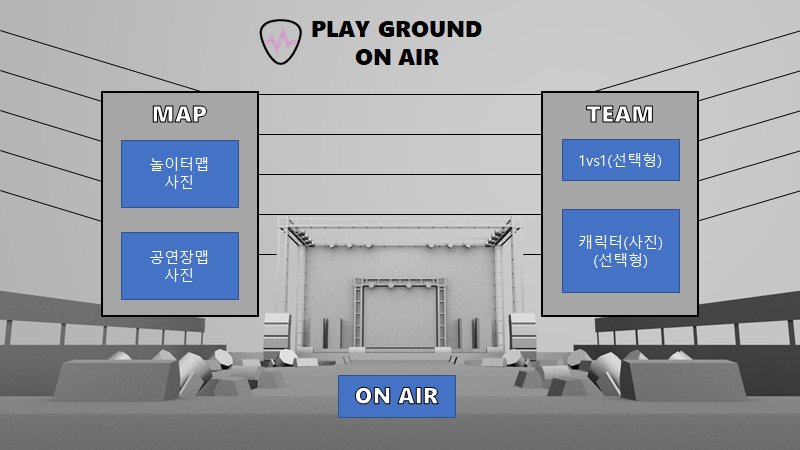 PLAY GROUND
ON AIR
MAP
놀이터맵
사진
공연장맵
사진
TEAM
1vs1(선택형)
캐릭터(사진)
(선택형)
ON AIR